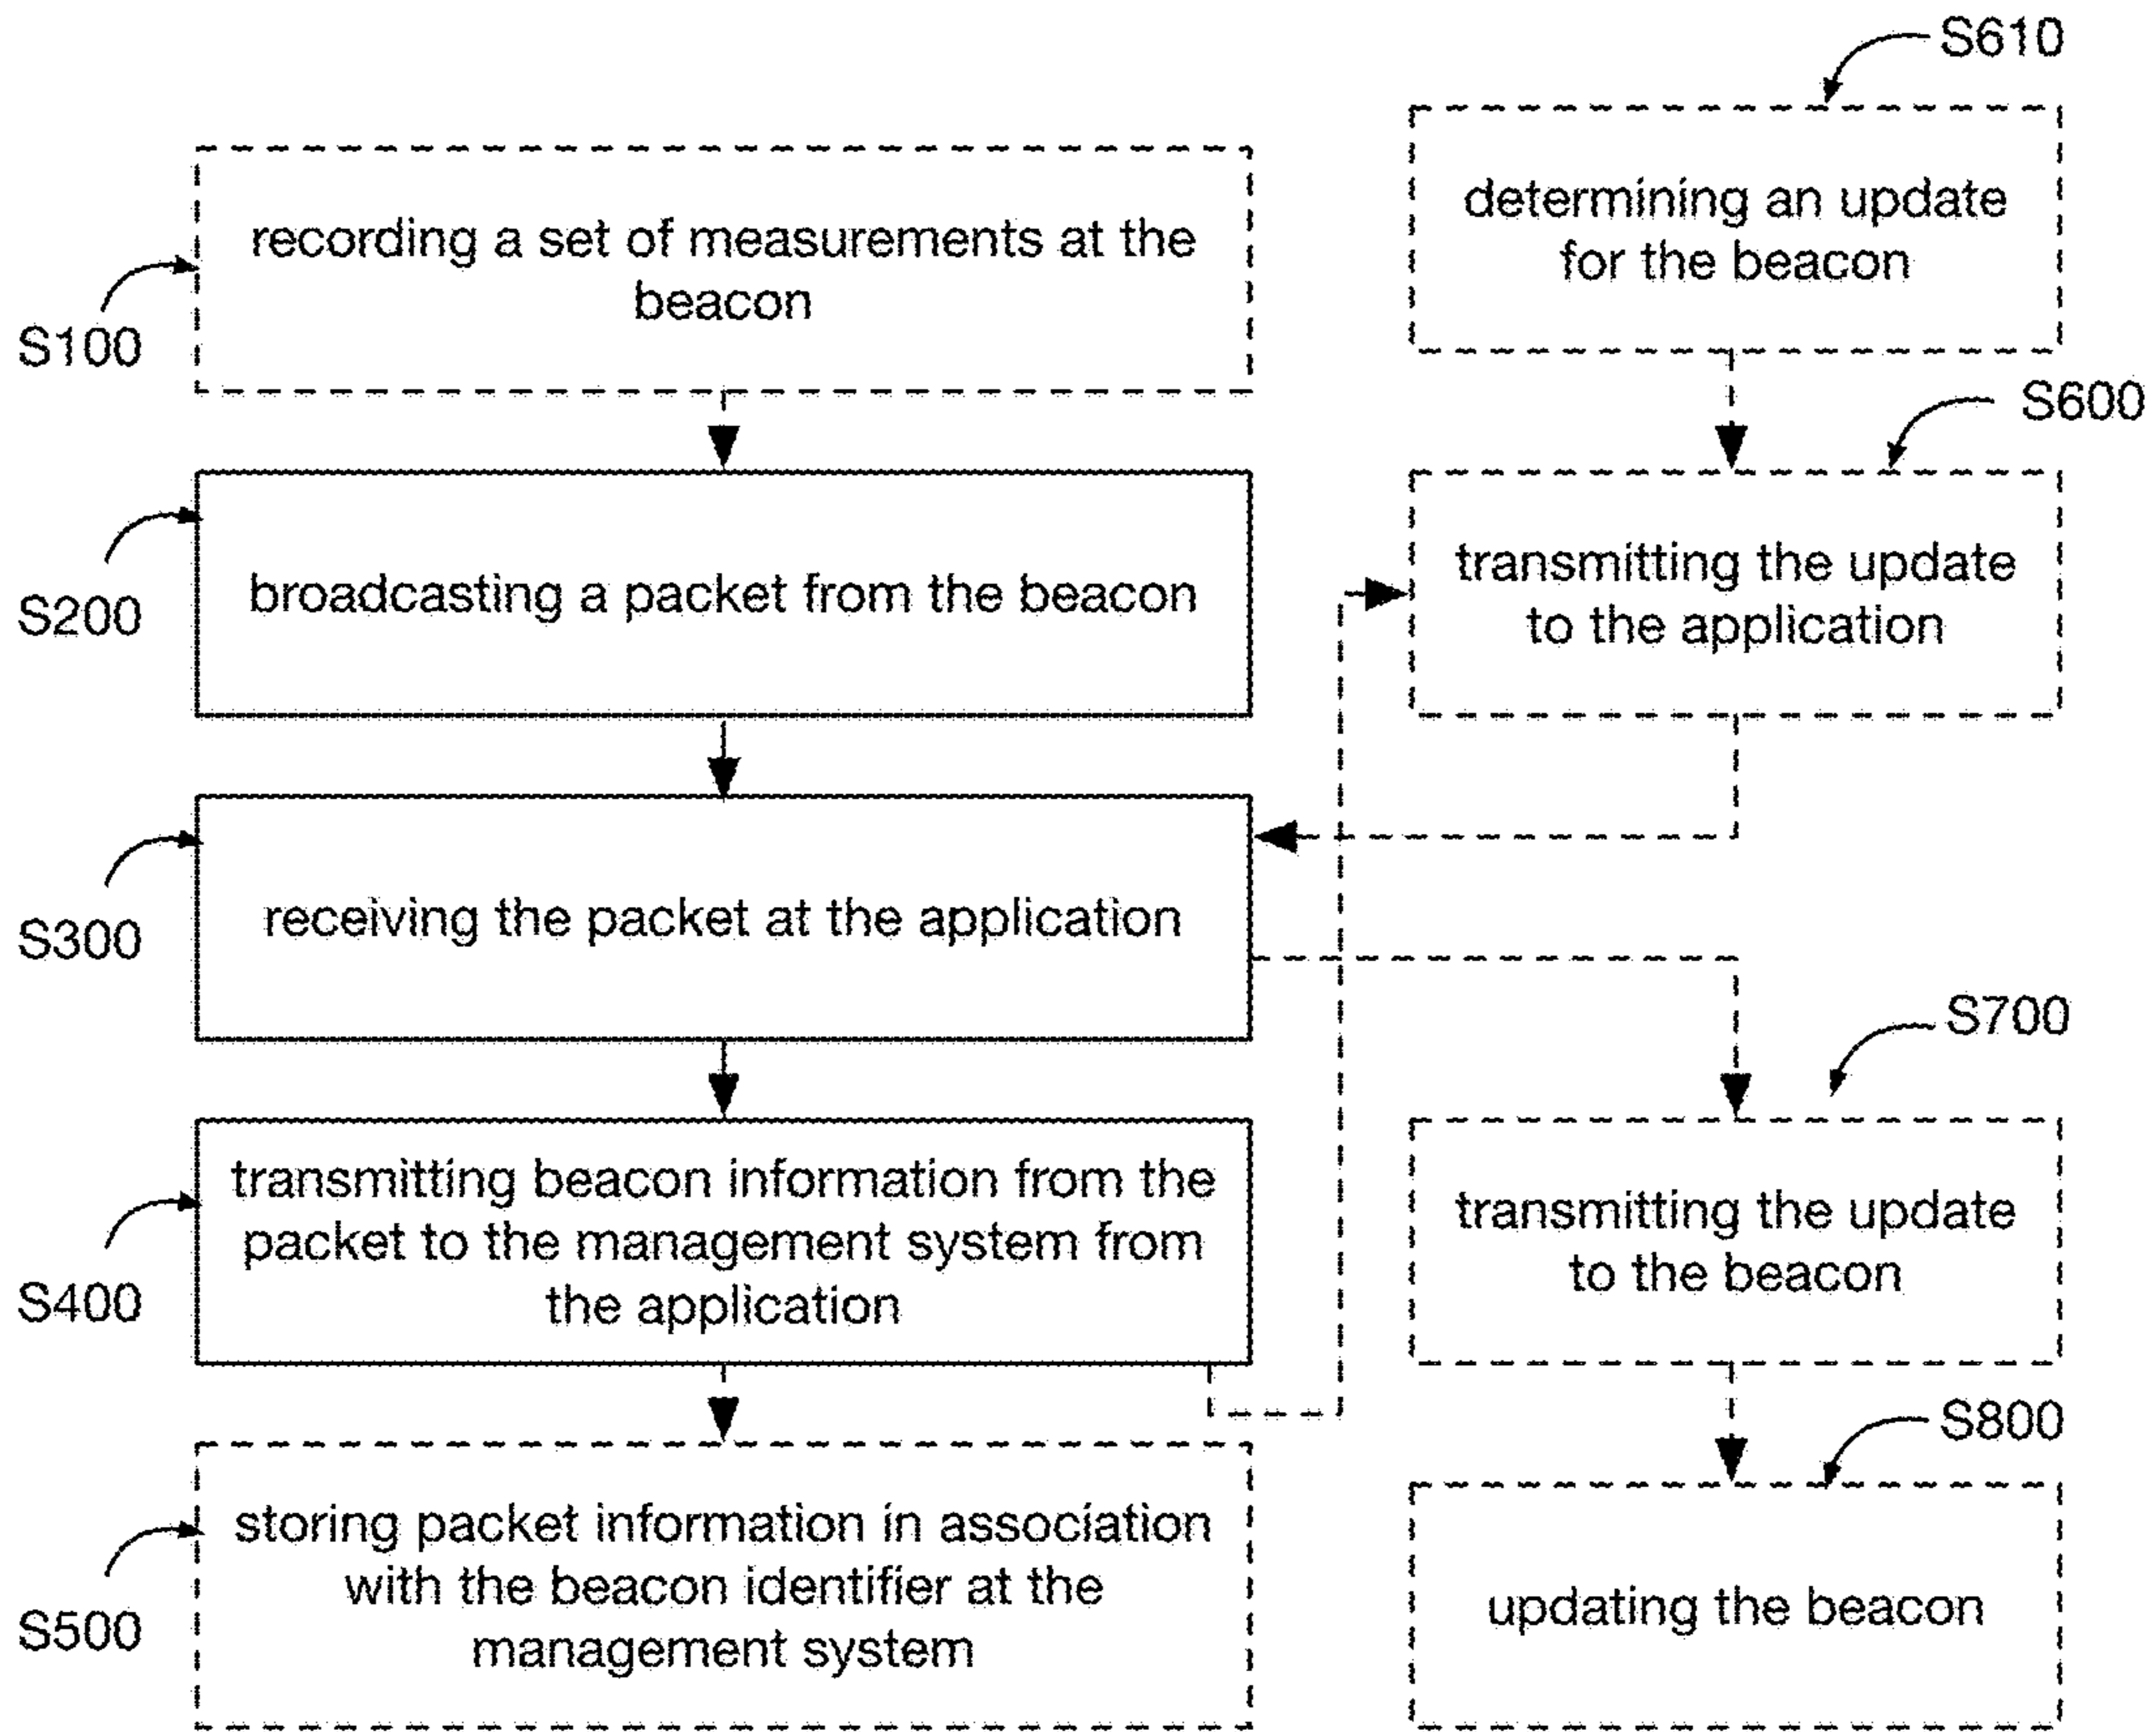 S610
determining an update
for the beacon
recording a set of measurements at the
beacon
S100
S600
broadcasting a packet from the beacon
S200
transmitting the update
to the application
receiving the packet at the application
S300
S700
transmitting beacon information from the
packet to the management system from
the application
S400
transmitting the update
to the beacon
S800
storing packet information in association
with the beacon identifier at the
management system
S500
updating the beacon